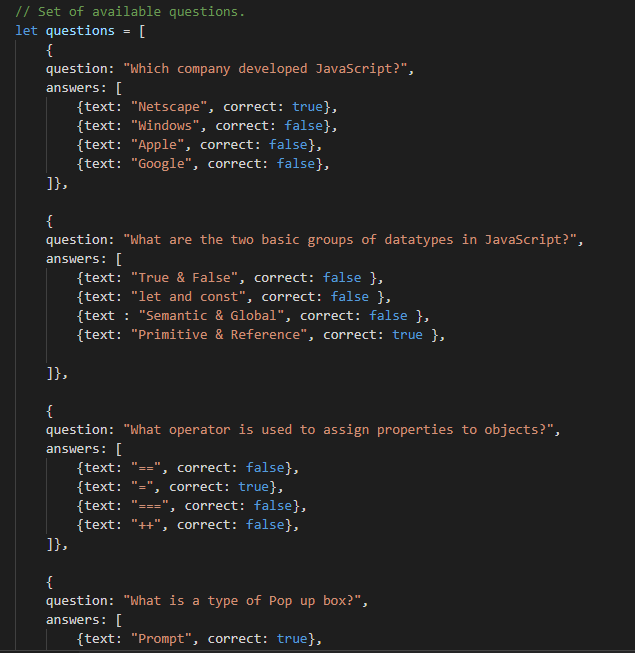 // Set of available questions.
let questions = [
{
question: "Which company developed JavaScript?",
answers: [
{text: "Netscape", correct: true},
{text: "Windows", correct: false},
{text: "Apple", correct: false},
{text: "Google", correct: false},
]},
{
question: "What are the two basic groups of datatypes in JavaScript?",
answers: [
{text: "True & False", correct: false },
{text: "let and const", correct: false },
{text : "Semantic & Global", correct: false },
{text: "Primitive & Reference", correct: true },
]},
{
question: "What operator is used to assign properties to objects?",
answers: [
{text: "==", correct: false},
{text: "=", correct: true},
{text: "===", correct: false},
{text: "++", correct: false},
]},
{
question: "What is a type of Pop up box?",
answers: [
{text: "Prompt", correct: true},